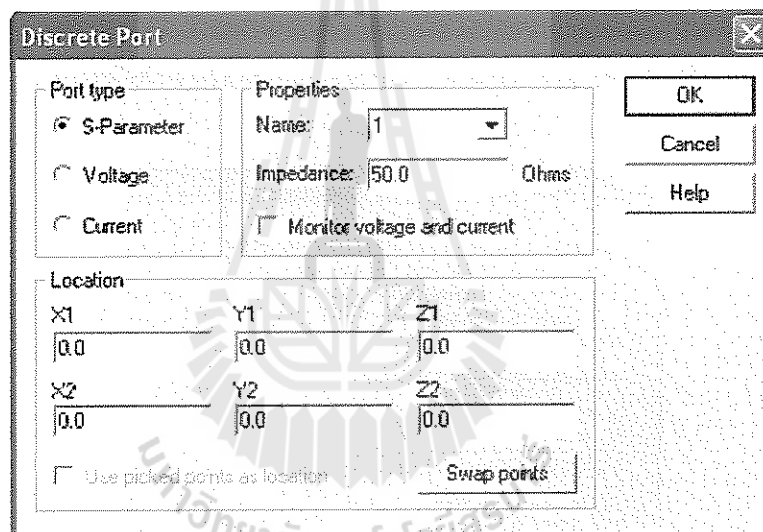 Discrete Port
Port type
S-Parameter
Voltage
Current
Properties
Name: 1
Impedance: 50.0 Ohms
Monitor voltage and current
OK
Cancel
Help
Location
X1 Y1 Z1
0.0 0.0 0.0
X2 Y2 Z2
0.0 0.0 0.0
Use picked points as location
Swap points